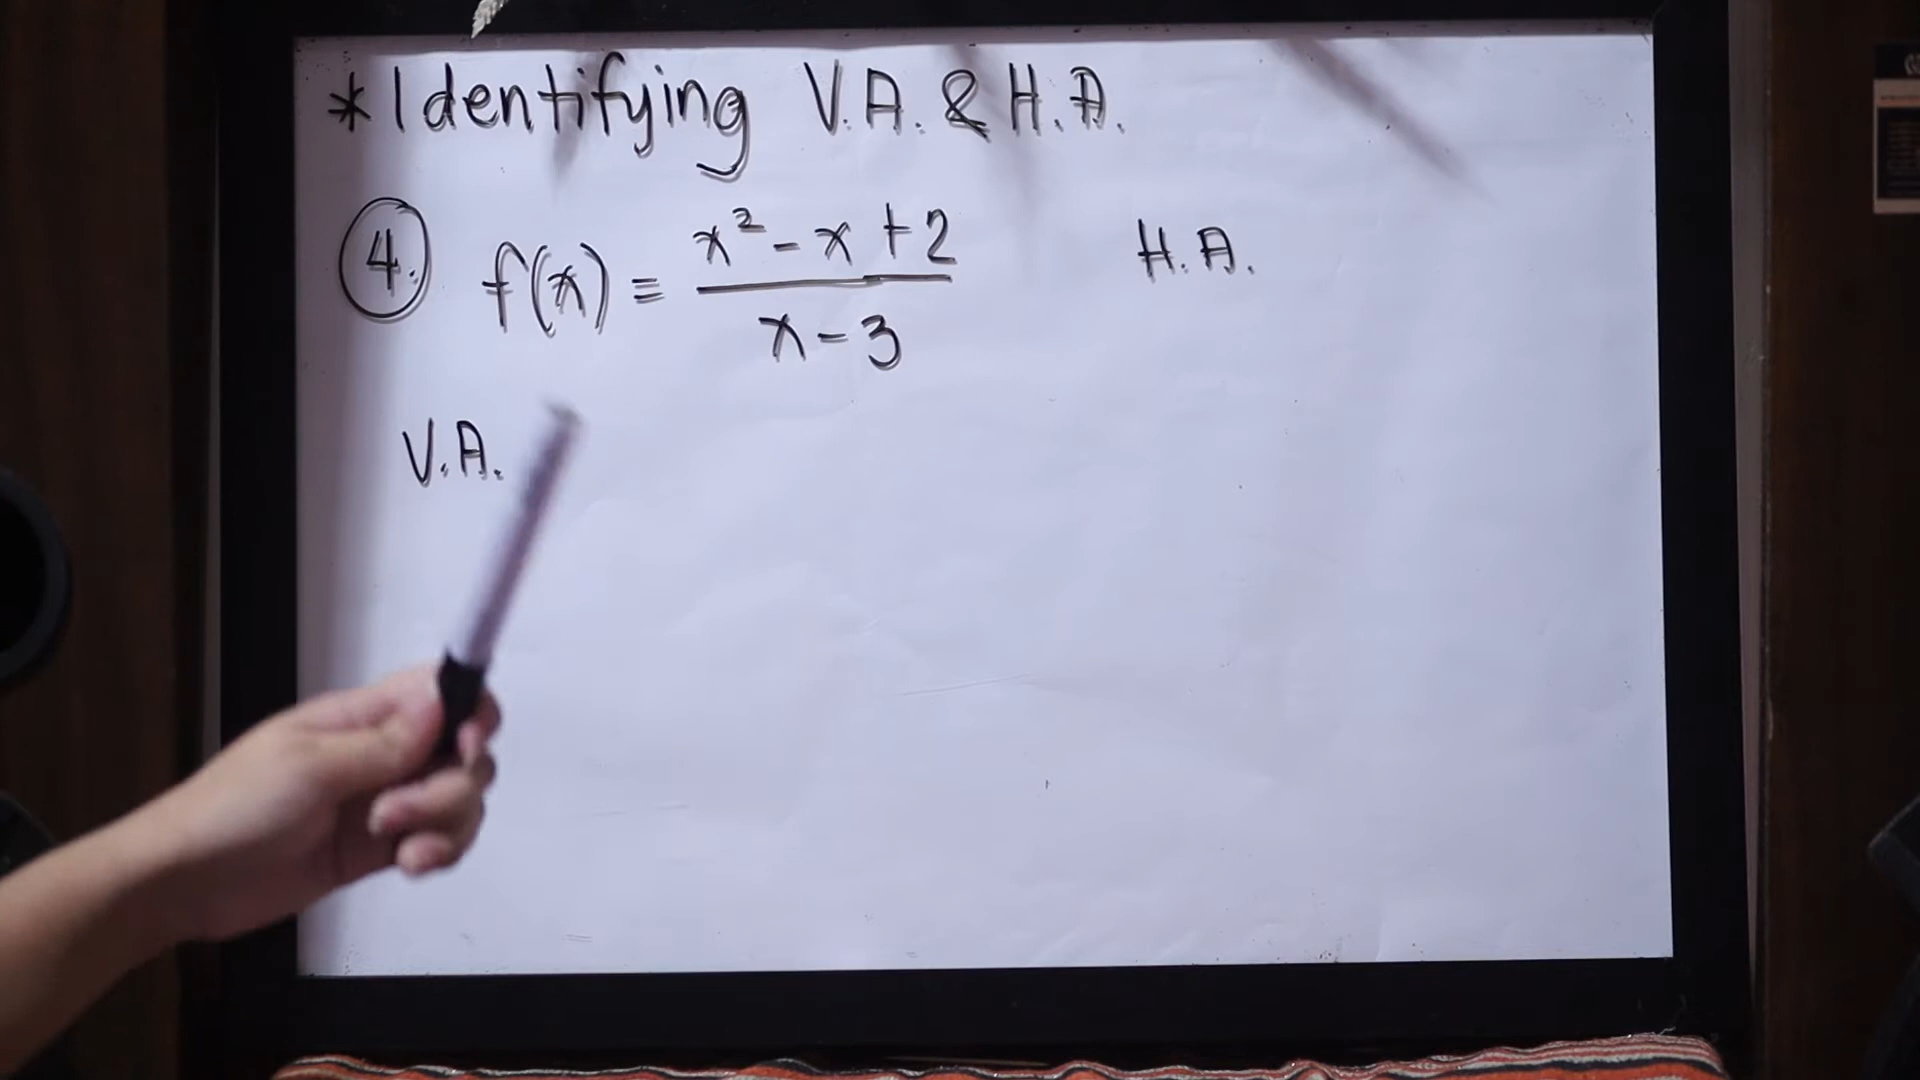 *Identifying V.A. & H.A.
4. f(x) = x² - x + 2 / x - 3
H.A.
V.A.